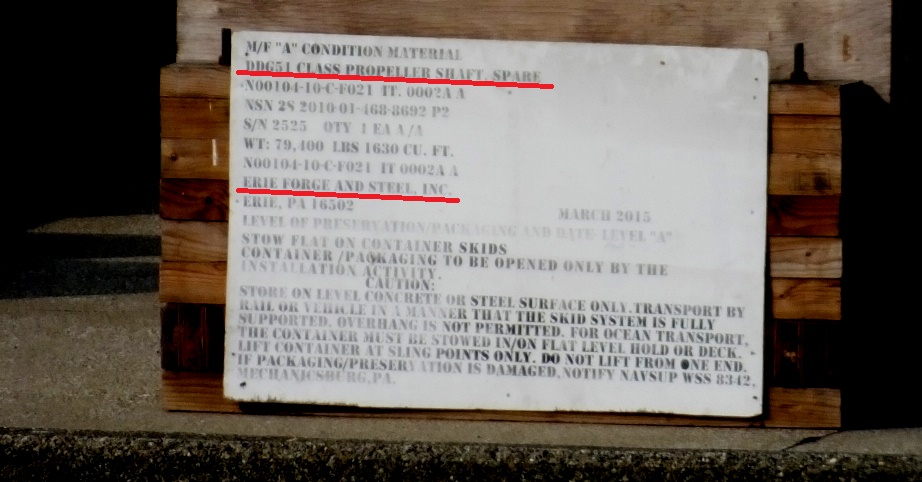 M/F "A" CONDITION MATERIAL
DDG51 CLASS PROPELLER SHAFT, SPARE
N00104-10-C-F021 IT. 0002A A
NSN 2S 2010-01-468-8692 P2
S/N 2525 QTY 1 EA A/A
WT: 79,400 LBS 1630 CU. FT.
N00104-10-C-F021 IT 0002A A
ERIE FORGE AND STEEL, INC.
ERIE, PA 16502
MARCH 2015
LEVEL OF PRESERVATION/PACKAGING AND DATE- LEVEL "A"
STOW FLAT ON CONTAINER SKIDS
CONTAINER /PACKAGING TO BE OPENED ONLY BY THE
INSTALLATION ACTIVITY.
CAUTION:
STORE ON LEVEL CONCRETE OR STEEL SURFACE ONLY. TRANSPORT BY
RAIL OR VEHICLE IN A MANNER THAT THE SKID SYSTEM IS FULLY
SUPPORTED. OVERHANG IS NOT PERMITTED. FOR OCEAN TRANSPORT,
THE CONTAINER MUST BE STOWED IN/ON FLAT LEVEL HOLD OR DECK.
LIFT CONTAINER AT SLING POINTS ONLY. DO NOT LIFT FROM ONE END.
IF PACKAGING/PRESERVATION IS DAMAGED, NOTIFY NAVSUP WSS 8342,
MECHANICSBURG, PA.